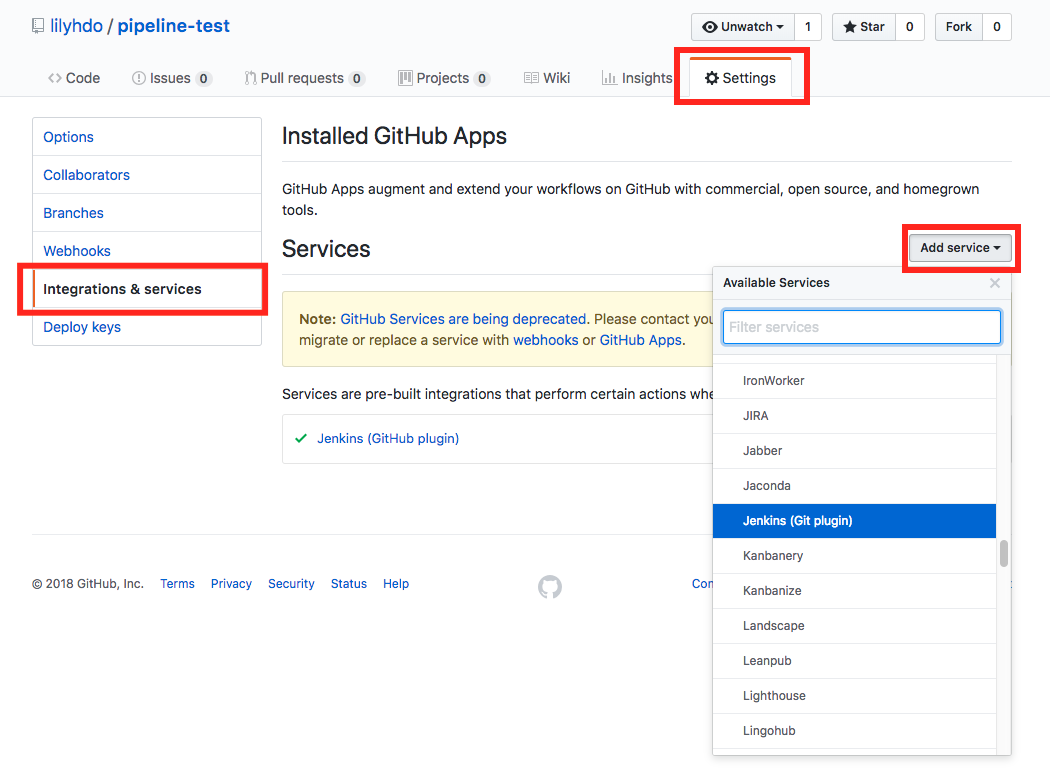 lilyhdo / pipeline-test
Unwatch 1 Star 0 Fork 0
Code Issues 0 Pull requests 0 Projects 0 Wiki Insights Settings
Options
Collaborators
Branches
Webhooks
Integrations & services
Deploy keys
Installed GitHub Apps
GitHub Apps augment and extend your workflows on GitHub with commercial, open source, and homegrown
tools.
Services
Add service
Note: GitHub Services are being deprecated. Please contact you
migrate or replace a service with webhooks or GitHub Apps.
Services are pre-built integrations that perform certain actions whe
Jenkins (GitHub plugin)
Available Services ×
Filter services
IronWorker
JIRA
Jabber
Jaconda
Jenkins (Git plugin)
Kanbanery
Kanbanize
Landscape
Leanpub
Lighthouse
Lingohub
© 2018 GitHub, Inc. Terms Privacy Security Status Help